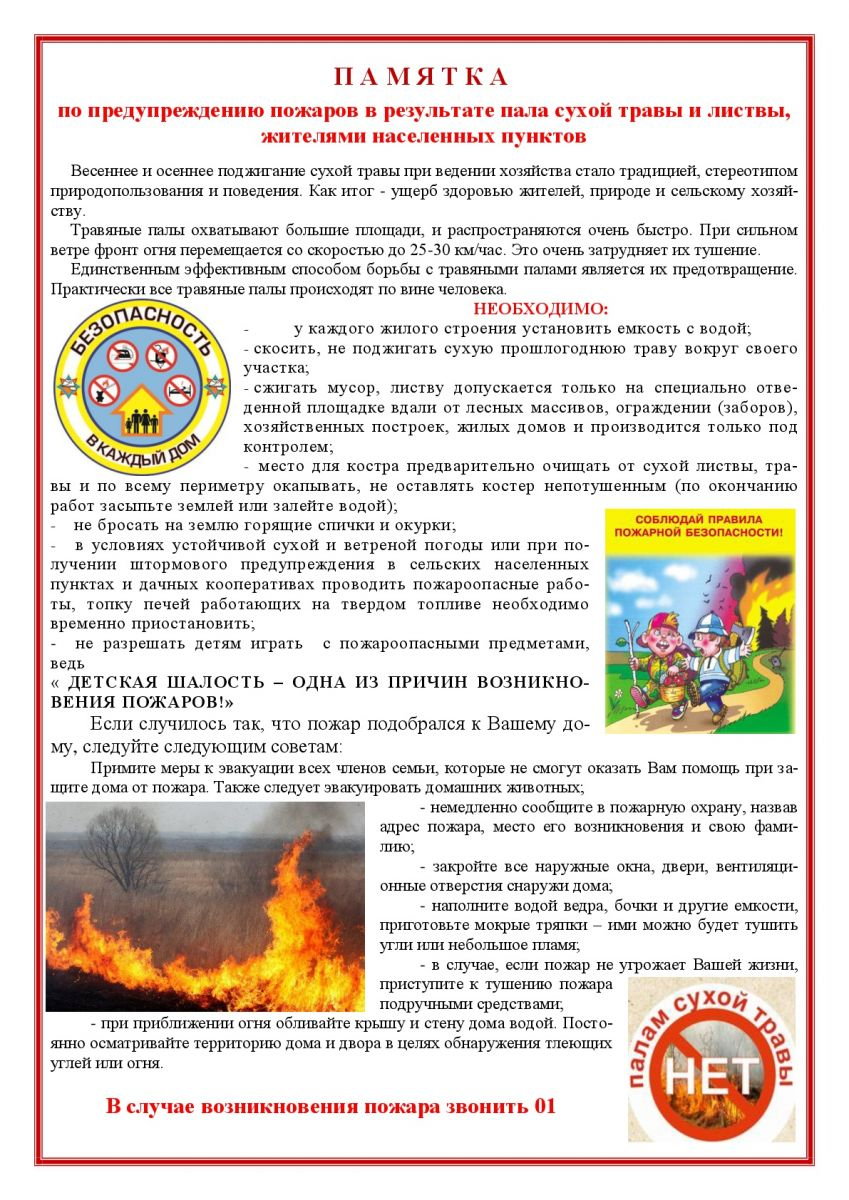 ПАМЯТКА
по предупреждению пожаров в результате пала сухой травы и листвы,
жителями населенных пунктов
Весеннее и осеннее поджигание сухой травы при ведении хозяйства стало традицией, стереотипом
природопользования и поведения. Как итог - ущерб здоровью жителей, природе и сельскому хозяй-
ству.
Травяные палы охватывают большие площади, и распространяются очень быстро. При сильном
ветре фронт огня перемещается со скоростью до 25-30 км/час. Это очень затрудняет их тушение.
Единственным эффективным способом борьбы с травяными палами является их предотвращение.
Практически все травяные палы происходят по вине человека.
БЕЗОПАСНОСТЬ
В КАЖДЫЙ ДОМ
НЕОБХОДИМО:
- у каждого жилого строения установить емкость с водой;
- скосить, не поджигать сухую прошлогоднюю траву вокруг своего
участка;
- сжигать мусор, листву допускается только на специально отве-
денной площадке вдали от лесных массивов, ограждении (заборов),
хозяйственных построек, жилых домов и производится только под
контролем;
- место для костра предварительно очищать от сухой листвы, тра-
вы и по всему периметру окапывать, не оставлять костер непотушенным (по окончанию
работ засыпьте землей или залейте водой);
- не бросать на землю горящие спички и окурки;
- в условиях устойчивой сухой и ветреной погоды или при по-
лучении штормового предупреждения в сельских населенных
пунктах и дачных кооперативах проводить пожароопасные рабо-
ты, топку печей работающих на твердом топливе необходимо
временно приостановить;
- не разрешать детям играть с пожароопасными предметами,
ведь
« ДЕТСКАЯ ШАЛОСТЬ – ОДНА ИЗ ПРИЧИН ВОЗНИКНО-
ВЕНИЯ ПОЖАРОВ!»
СОБЛЮДАЙ ПРАВИЛА
ПОЖАРНОЙ БЕЗОПАСНОСТИ!
Если случилось так, что пожар подобрался к Вашему до-
му, следуйте следующим советам:
Примите меры к эвакуации всех членов семьи, которые не смогут оказать Вам помощь при за-
щите дома от пожара. Также следует эвакуировать домашних животных;
- немедленно сообщите в пожарную охрану, назвав
адрес пожара, место его возникновения и свою фами-
лию;
- закройте все наружные окна, двери, вентиляци-
онные отверстия снаружи дома;
- наполните водой ведра, бочки и другие емкости,
приготовьте мокрые тряпки – ими можно будет тушить
угли или небольшое пламя;
- в случае, если пожар не угрожает Вашей жизни,
приступите к тушению пожара
подручными средствами;
- при приближении огня обливайте крышу и стену дома водой. Посто-
янно осматривайте территорию дома и двора в целях обнаружения тлеющих
углей или огня.
палам сухой травы
НЕТ
В случае возникновения пожара звонить 01